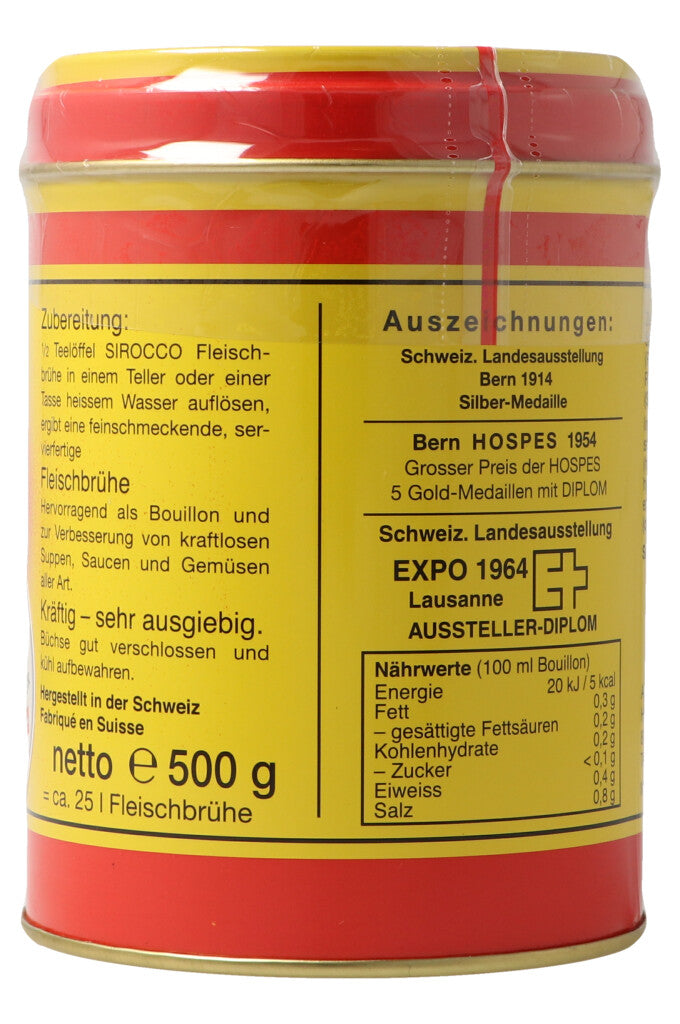 Zubereitung:
½ Teelöffel SIROCCO Fleisch-
brühe in einem Teller oder einer
Tasse heissem Wasser auflösen,
ergibt eine feinschmeckende, ser-
vierfertige
Fleischbrühe
Hervorragend als Bouillon und
zur Verbesserung von kraftlosen
Suppen, Saucen und Gemüsen
aller Art.
Kräftig – sehr ausgiebig.
Büchse gut verschlossen und
kühl aufbewahren.
Hergestellt in der Schweiz
Fabriqué en Suisse
netto ℮ 500 g
= ca. 25 l Fleischbrühe
Auszeichnungen:
Schweiz. Landesausstellung
Bern 1914
Silber-Medaille
Bern HOSPES 1954
Grosser Preis der HOSPES
5 Gold-Medaillen mit DIPLOM
Schweiz. Landesausstellung
EXPO 1964
Lausanne
AUSSTELLER-DIPLOM
Nährwerte (100 ml Bouillon)
Energie 20 kJ / 5 kcal
Fett 0,3 g
– gesättigte Fettsäuren 0,2 g
Kohlenhydrate 0,2 g
– Zucker <0,1 g
Eiweiss 0,4 g
Salz 0,8 g